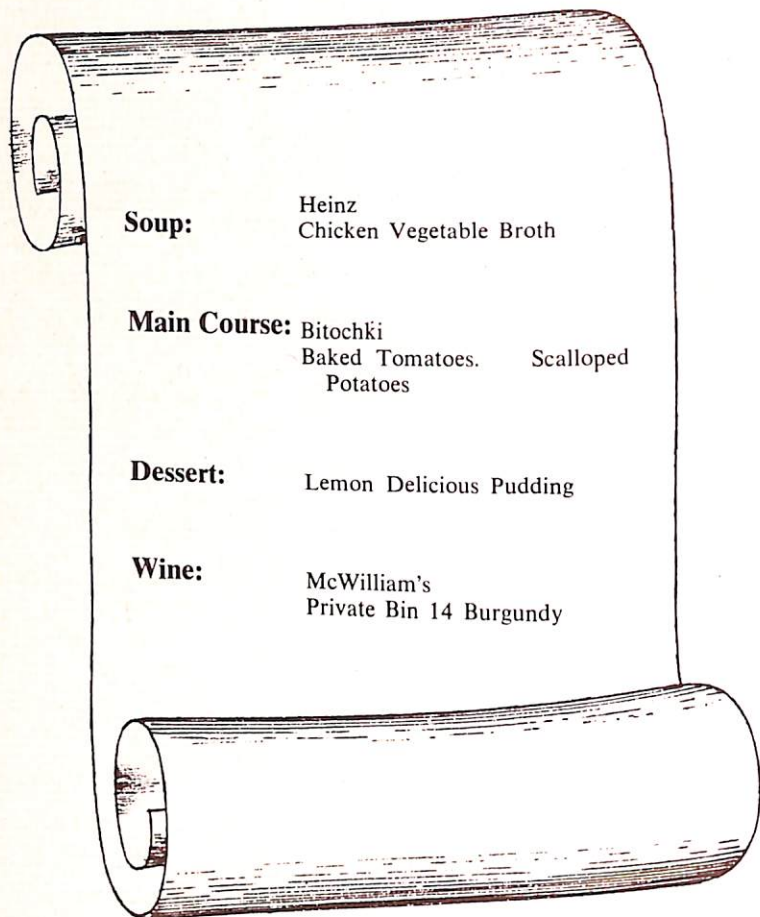 Soup:
Heinz
Chicken Vegetable Broth
Main Course:
Bitochki
Baked Tomatoes. Scalloped
Potatoes
Dessert:
Lemon Delicious Pudding
Wine:
McWilliam's
Private Bin 14 Burgundy